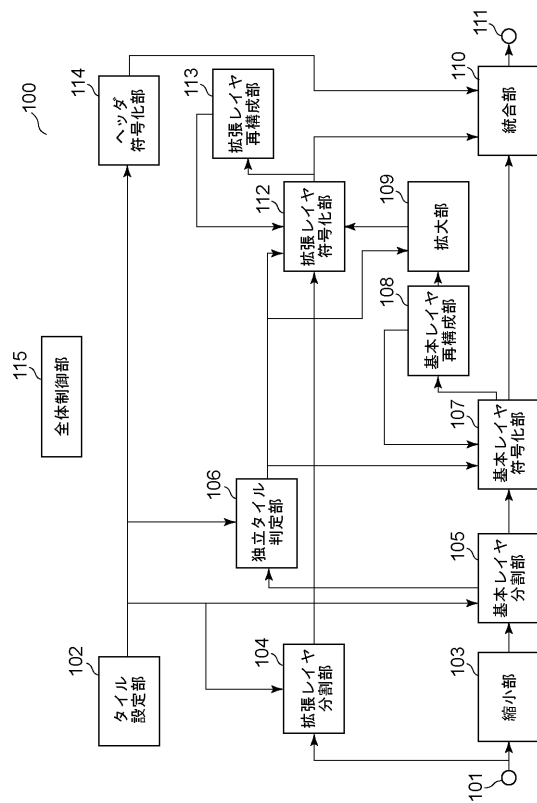 100
115
全体制御部
102
タイル
設定部
114
ヘッダ
符号化部
113
拡張レイヤ
再構成部
106
独立タイル
判定部
112
拡張レイヤ
符号化部
104
拡張レイヤ
分割部
109
拡大部
108
基本レイヤ
再構成部
101
103
縮小部
105
基本レイヤ
分割部
107
基本レイヤ
符号化部
110
統合部
111